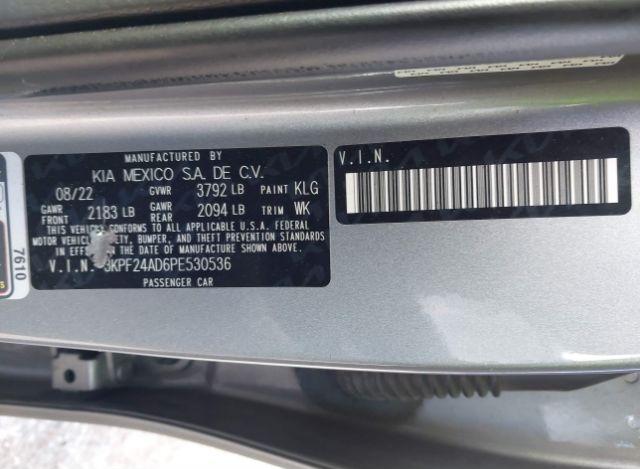 MANUFACTURED BY
KIA MEXICO S.A. DE C.V.
08/22 GVWR 3792 LB PAINT KLG
GAWR FRONT 2183 LB GAWR REAR 2094 LB TRIM WK
THIS VEHICLE CONFORMS TO ALL APPLICABLE U.S.A. FEDERAL
MOTOR VEHICLE SAFETY, BUMPER, AND THEFT PREVENTION STANDARDS
IN EFFECT ON THE DATE OF MANUFACTURE SHOWN ABOVE.
V.I.N. 3KPF24AD6PE530536
PASSENGER CAR
V.I.N.
7610